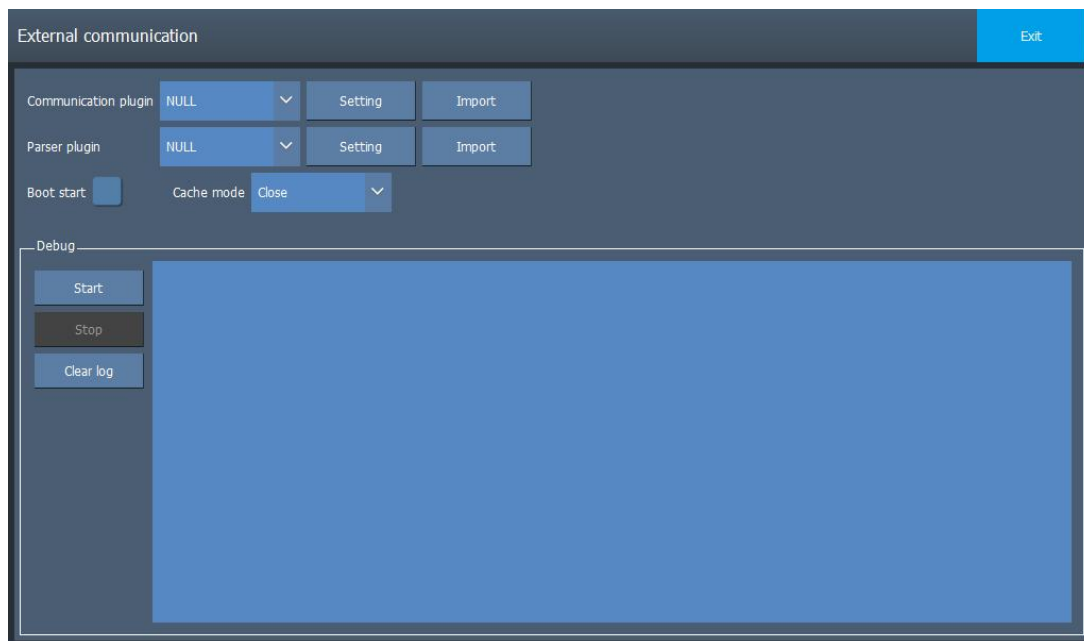 External communication Exit
Communication plugin NULL Setting Import
Parser plugin NULL Setting Import
Boot start Cache mode Close
Debug
Start
Stop
Clear log